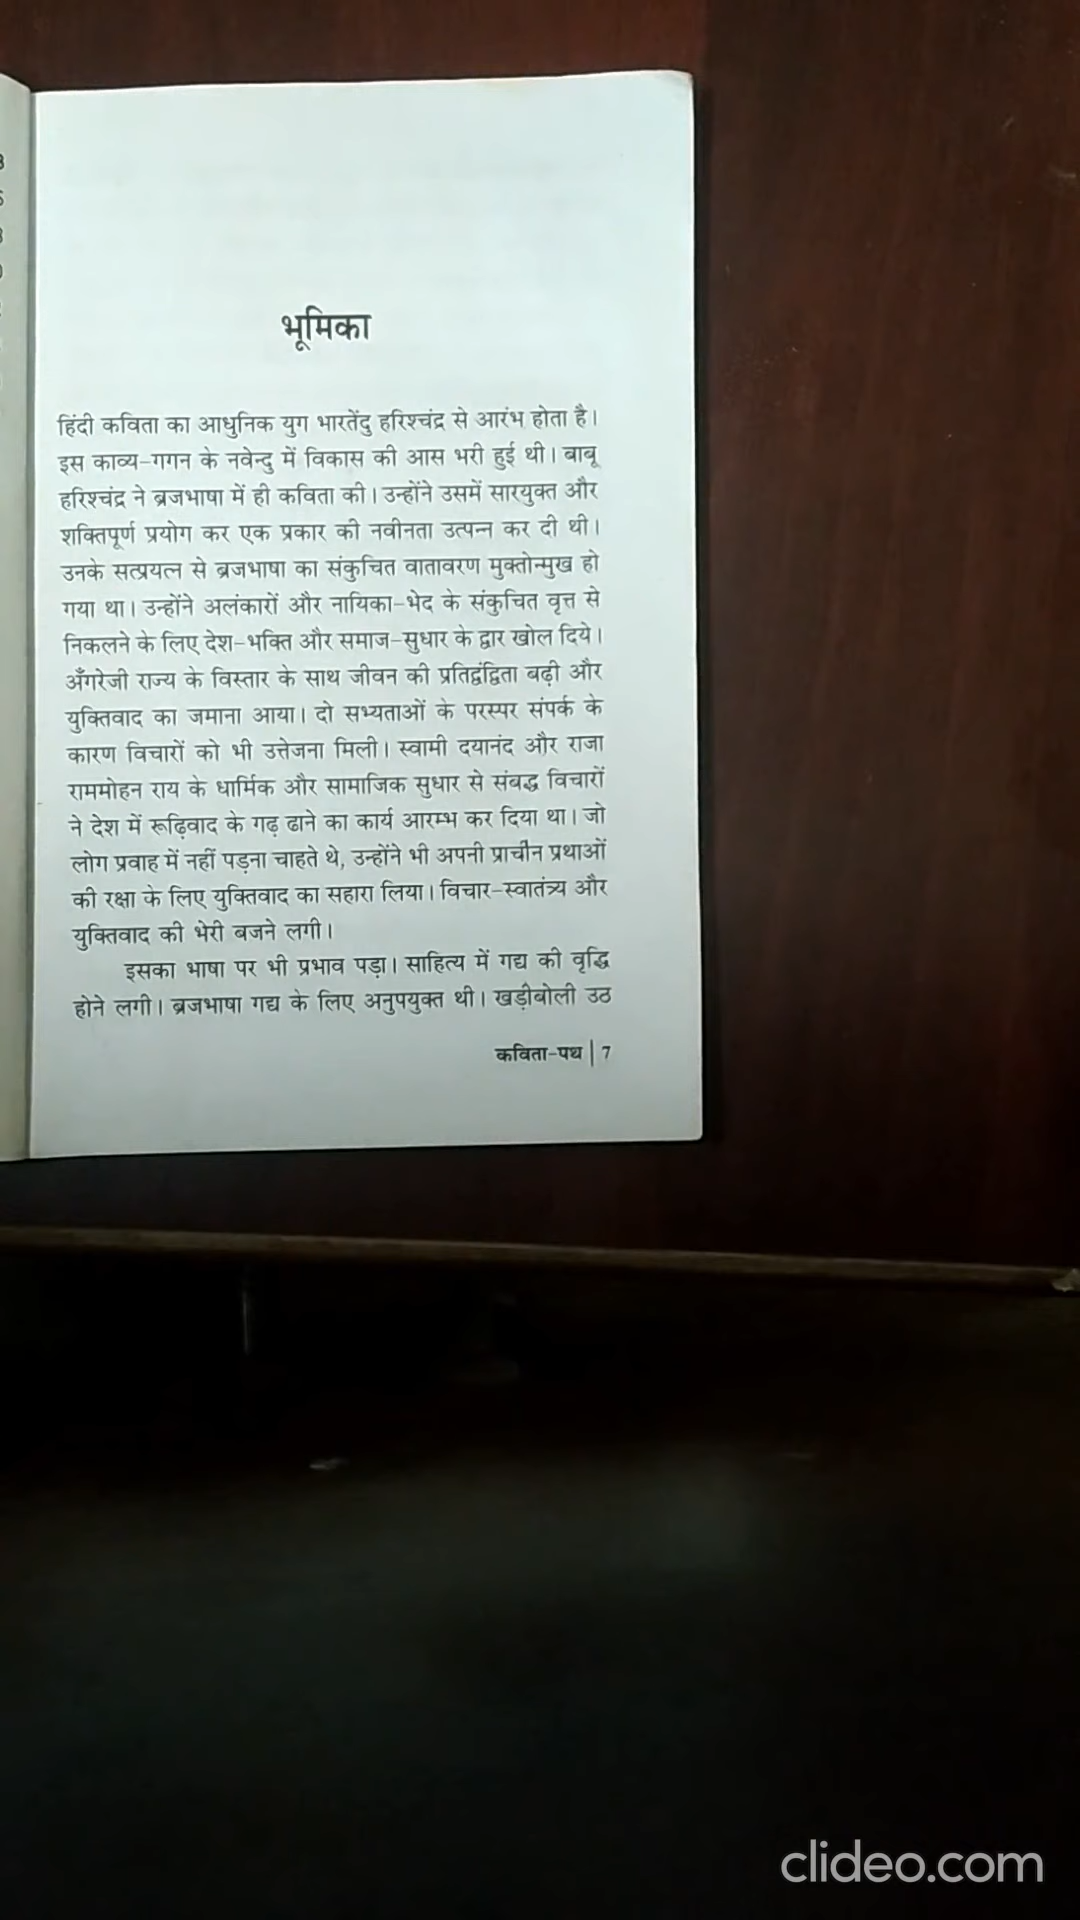 भूमिका
हिंदी कविता का आधुनिक युग भारतेंदु हरिश्चंद्र से आरंभ होता है।
इस काव्य-गगन के नवेन्दु में विकास की आस भरी हुई थी। बाबू
हरिश्चंद्र ने ब्रजभाषा में ही कविता की। उन्होंने उसमें सारयुक्त और
शक्तिपूर्ण प्रयोग कर एक प्रकार की नवीनता उत्पन्न कर दी थी।
उनके सत्प्रयत्न से ब्रजभाषा का संकुचित वातावरण मुक्तोन्मुख हो
गया था। उन्होंने अलंकारों और नायिका-भेद के संकुचित वृत्त से
निकलने के लिए देश-भक्ति और समाज-सुधार के द्वार खोल दिये।
अँगरेजी राज्य के विस्तार के साथ जीवन की प्रतिद्वंद्विता बढ़ी और
युक्तिवाद का जमाना आया। दो सभ्यताओं के परस्पर संपर्क के
कारण विचारों को भी उत्तेजना मिली। स्वामी दयानंद और राजा
राममोहन राय के धार्मिक और सामाजिक सुधार से संबद्ध विचारों
ने देश में रूढ़िवाद के गढ़ ढाने का कार्य आरम्भ कर दिया था। जो
लोग प्रवाह में नहीं पड़ना चाहते थे, उन्होंने भी अपनी प्राचीन प्रथाओं
की रक्षा के लिए युक्तिवाद का सहारा लिया। विचार-स्वातंत्र्य और
युक्तिवाद की भेरी बजने लगी।
इसका भाषा पर भी प्रभाव पड़ा। साहित्य में गद्य की वृद्धि
होने लगी। ब्रजभाषा गद्य के लिए अनुपयुक्त थी। खड़ीबोली उठ
कविता-पथ | 7
clideo.com